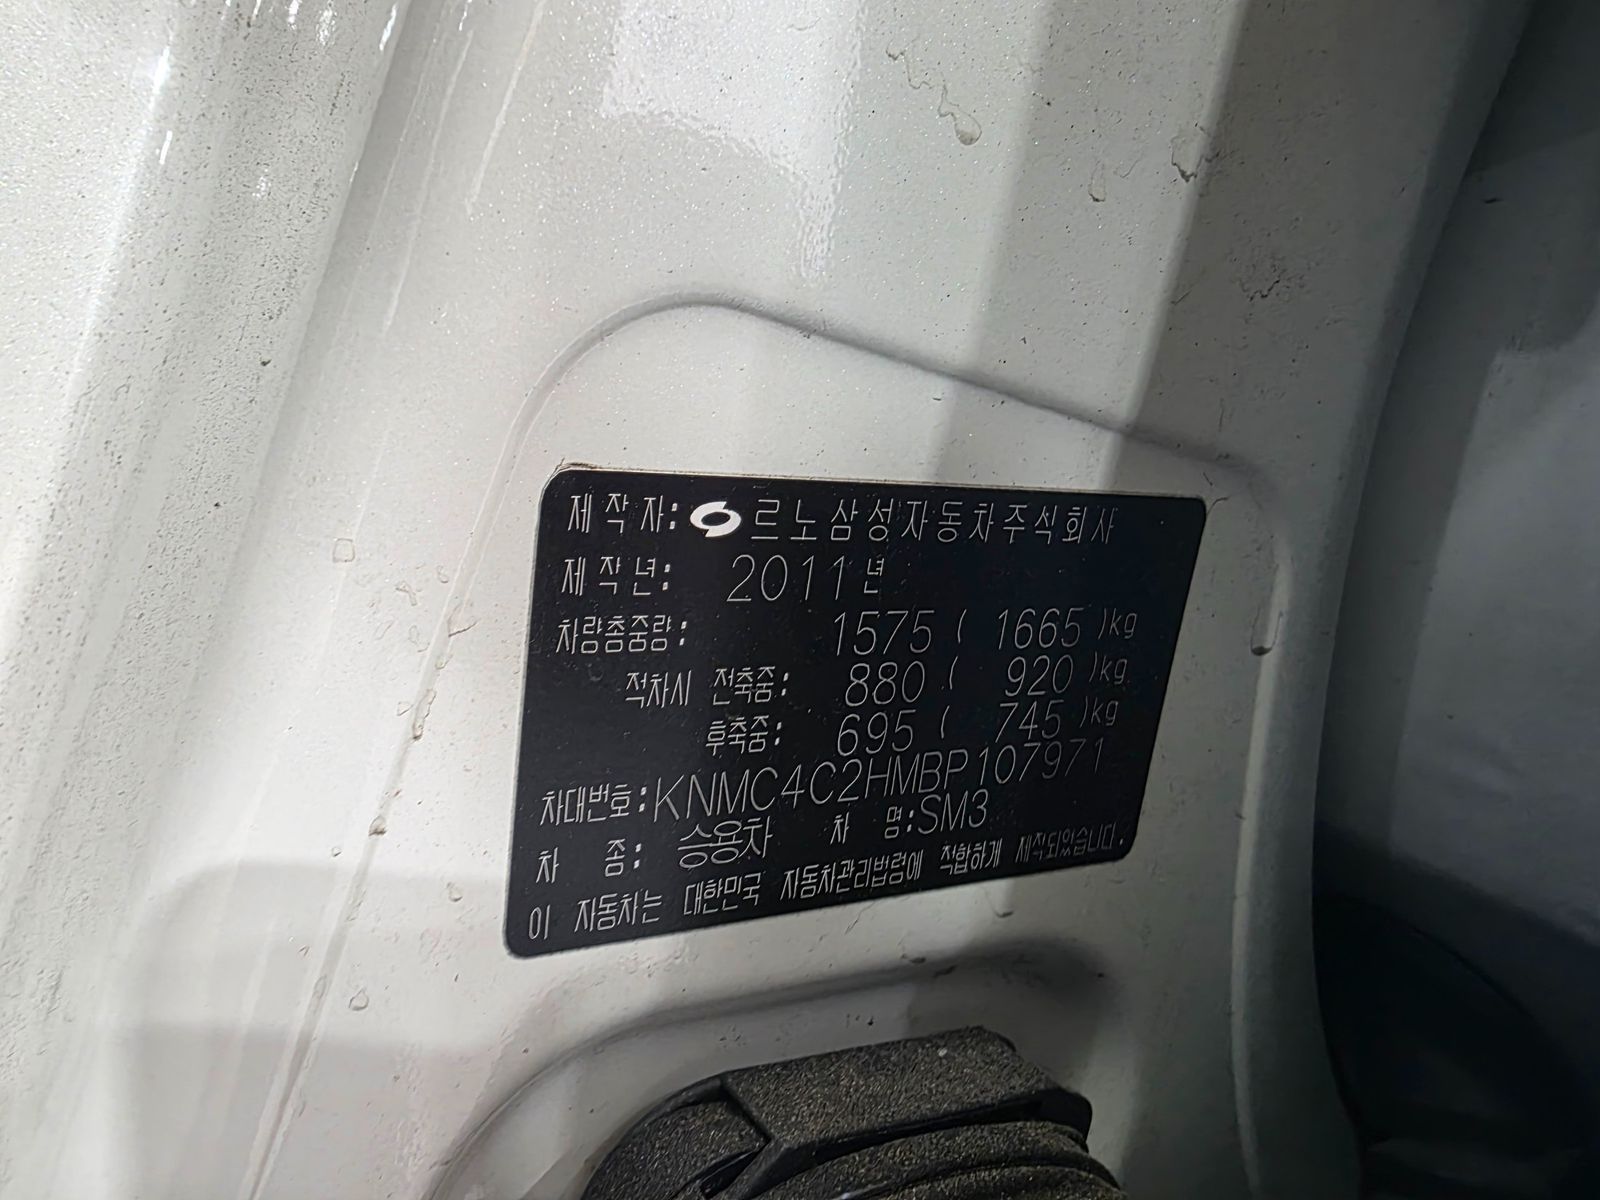 제 작 자: 르노삼성자동차주식회사
제 작 년: 2011년
차량총중량: 1575 ( 1665 )kg
적차시 전축중: 880 ( 920 )kg
후축중: 695 ( 745 )kg
차대번호:KNMC4C2HMBP107971
차 종: 승용차 차 명:SM3
이 자동차는 대한민국 자동차관리법령에 적합하게 제작되었습니다.